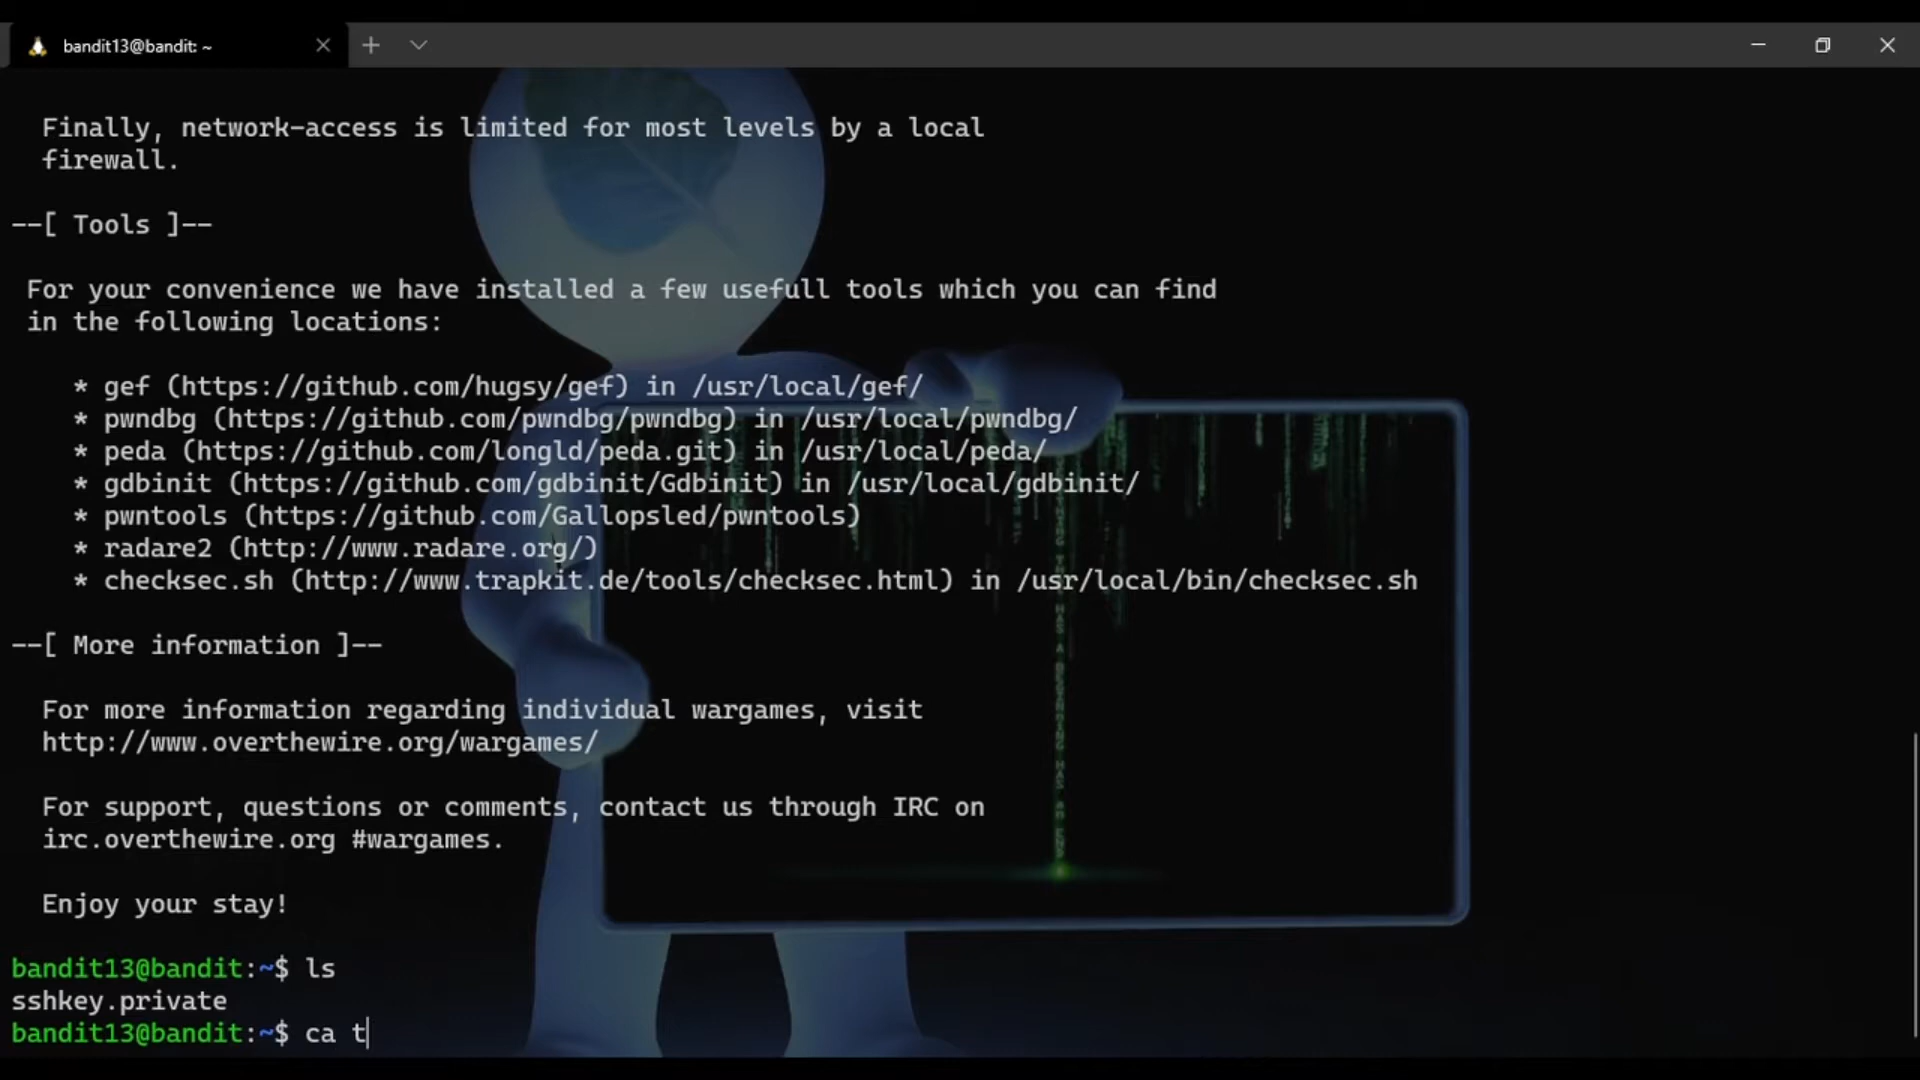 bandit13@bandit: ~
Finally, network-access is limited for most levels by a local
firewall.
--[ Tools ]--
For your convenience we have installed a few usefull tools which you can find
in the following locations:
* gef (https://github.com/hugsy/gef) in /usr/local/gef/
* pwndbg (https://github.com/pwndbg/pwndbg) in /usr/local/pwndbg/
* peda (https://github.com/longld/peda.git) in /usr/local/peda/
* gdbinit (https://github.com/gdbinit/Gdbinit) in /usr/local/gdbinit/
* pwntools (https://github.com/Gallopsled/pwntools)
* radare2 (http://www.radare.org/)
* checksec.sh (http://www.trapkit.de/tools/checksec.html) in /usr/local/bin/checksec.sh
--[ More information ]--
For more information regarding individual wargames, visit
http://www.overthewire.org/wargames/
For support, questions or comments, contact us through IRC on
irc.overthewire.org #wargames.
Enjoy your stay!
bandit13@bandit:~$ ls
sshkey.private
bandit13@bandit:~$ ca t